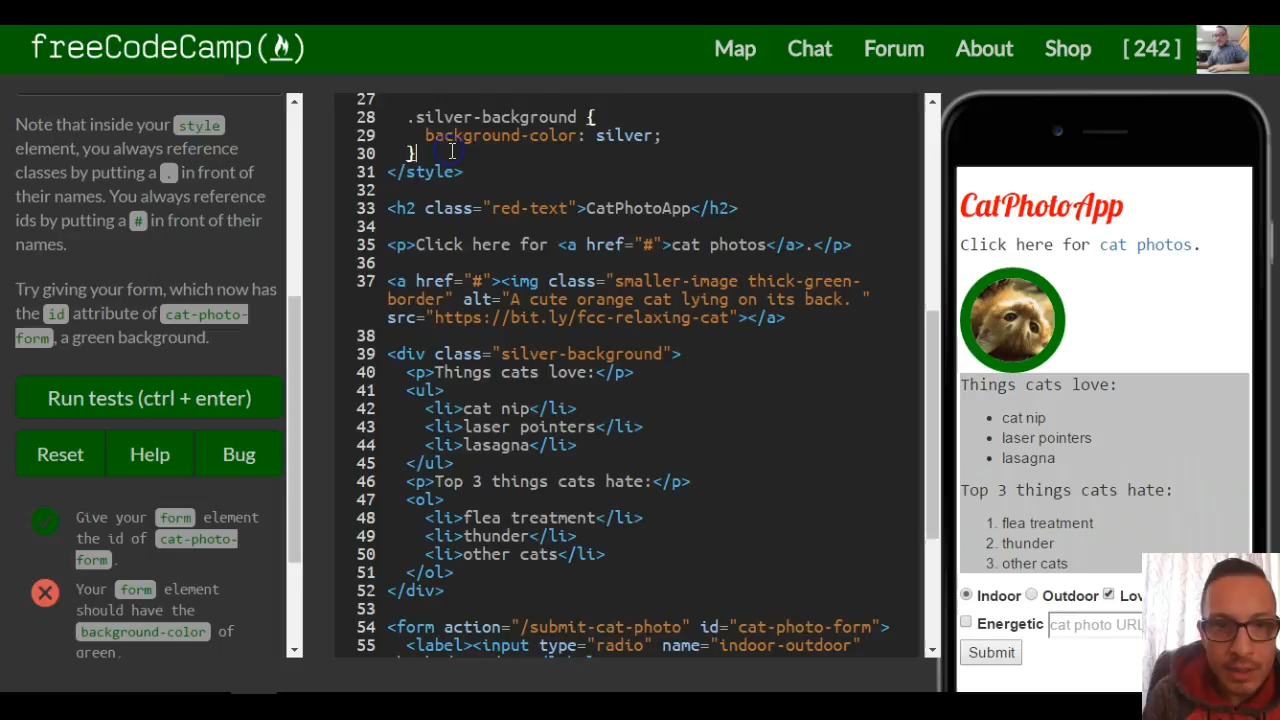 freeCodeCamp(🔥)
Map Chat Forum About Shop [ 242 ]
Note that inside your style
element, you always reference
classes by putting a . in front of
their names. You always reference
ids by putting a # in front of their
names.
Try giving your form, which now has
the id attribute of cat-photo-
form, a green background.
Run tests (ctrl + enter)
Reset Help Bug
Give your form element
the id of cat-photo-
form.
Your form element
should have the
background-color of
green.
27
28 .silver-background {
29 background-color: silver;
30 }
31 </style>
32
33 <h2 class="red-text">CatPhotoApp</h2>
34
35 <p>Click here for <a href="#">cat photos</a>.</p>
36
37 <a href="#"><img class="smaller-image thick-green-
border" alt="A cute orange cat lying on its back. "
src="https://bit.ly/fcc-relaxing-cat"></a>
38
39 <div class="silver-background">
40 <p>Things cats love:</p>
41 <ul>
42 <li>cat nip</li>
43 <li>laser pointers</li>
44 <li>lasagna</li>
45 </ul>
46 <p>Top 3 things cats hate:</p>
47 <ol>
48 <li>flea treatment</li>
49 <li>thunder</li>
50 <li>other cats</li>
51 </ol>
52 </div>
53
54 <form action="/submit-cat-photo" id="cat-photo-form">
55 <label><input type="radio" name="indoor-outdoor"
CatPhotoApp
Click here for cat photos.
Things cats love:
• cat nip
• laser pointers
• lasagna
Top 3 things cats hate:
1. flea treatment
2. thunder
3. other cats
Indoor Outdoor
Energetic cat photo URL
Submit